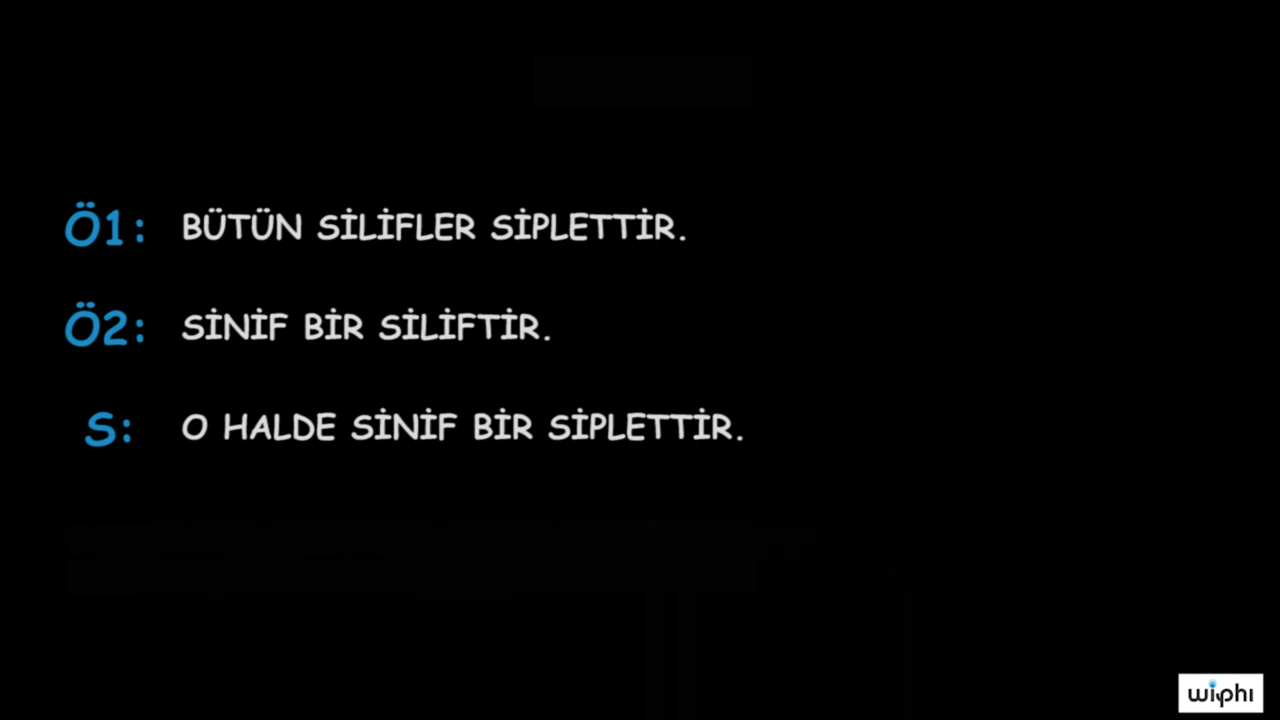 Ö1: BÜTÜN SİLİFLER SİPLETTİR.
Ö2: SİNİF BİR SİLİFTİR.
S: O HALDE SİNİF BİR SİPLETTİR.
wiphi